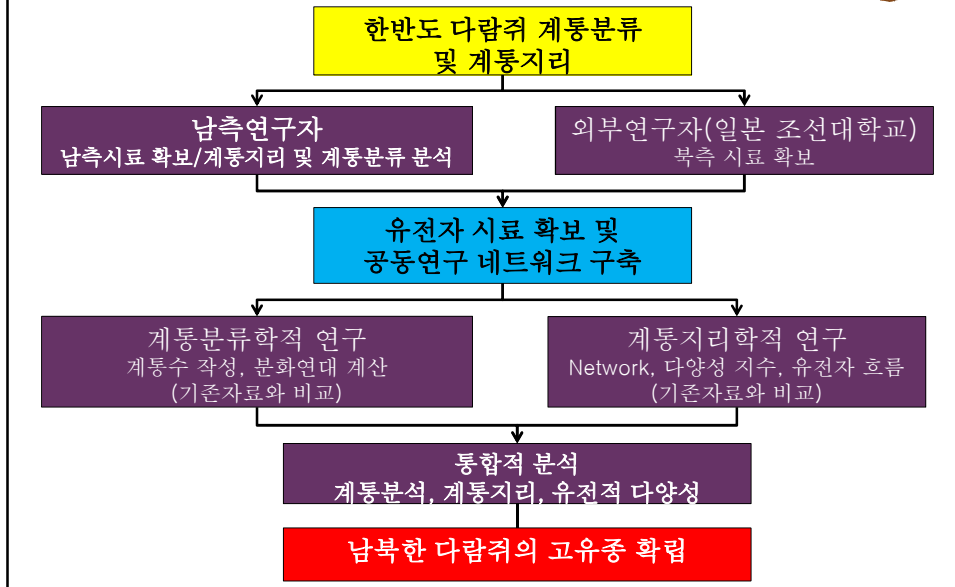 한반도 다람쥐 계통분류
및 계통지리
남측연구자
남측시료 확보/계통지리 및 계통분류 분석
외부연구자(일본 조선대학교)
북측 시료 확보
유전자 시료 확보 및
공동연구 네트워크 구축
계통분류학적 연구
계통수 작성, 분화연대 계산
(기존자료와 비교)
계통지리학적 연구
Network, 다양성 지수, 유전자 흐름
(기존자료와 비교)
통합적 분석
계통분석, 계통지리, 유전적 다양성
남북한 다람쥐의 고유종 확립